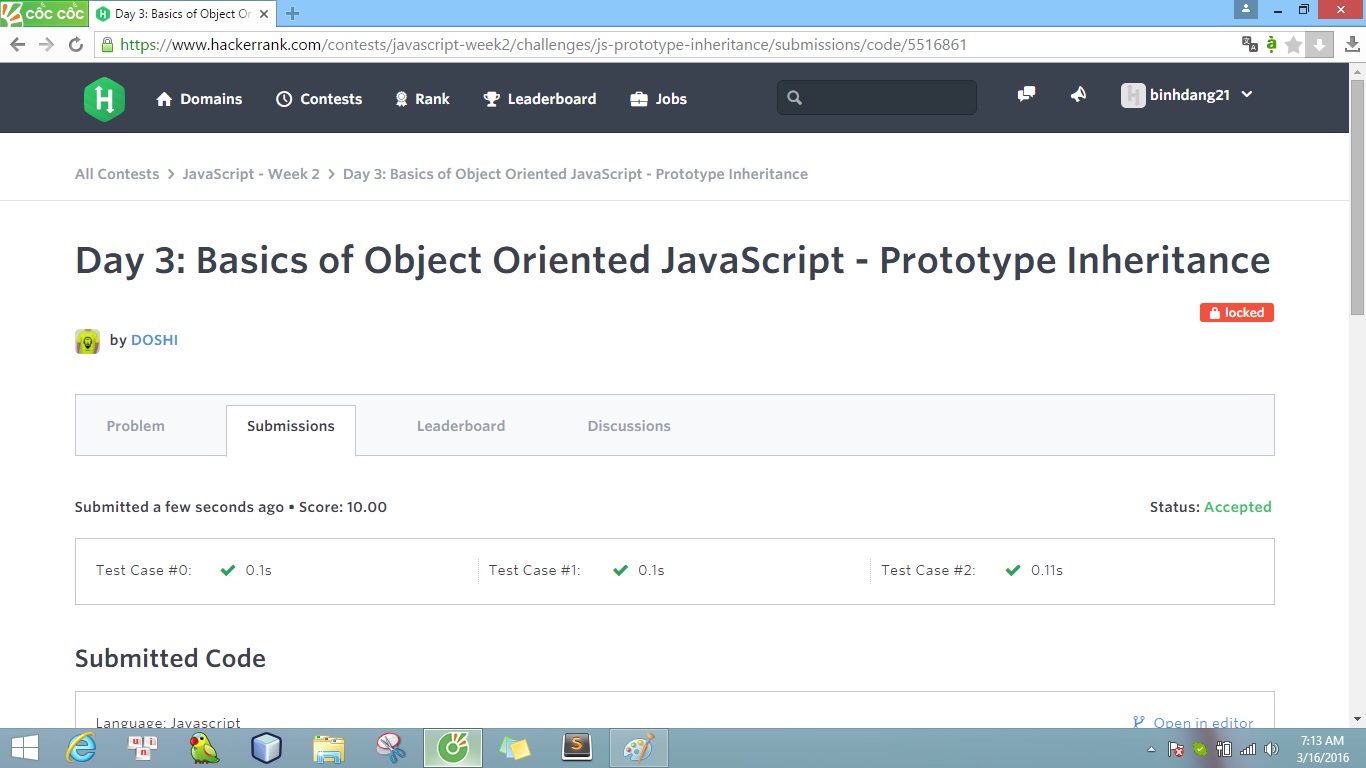 CỐC CỐC
Day 3: Basics of Object Or
https://www.hackerrank.com/contests/javascript-week2/challenges/js-prototype-inheritance/submissions/code/5516861
H Domains Contests Rank Leaderboard Jobs binhdang21
All Contests > JavaScript - Week 2 > Day 3: Basics of Object Oriented JavaScript - Prototype Inheritance
Day 3: Basics of Object Oriented JavaScript - Prototype Inheritance
locked
by DOSHI
Problem Submissions Leaderboard Discussions
Submitted a few seconds ago • Score: 10.00 Status: Accepted
Test Case #0: 0.1s Test Case #1: 0.1s Test Case #2: 0.11s
Submitted Code
Language: Javascript Open in editor
7:13 AM
3/16/2016